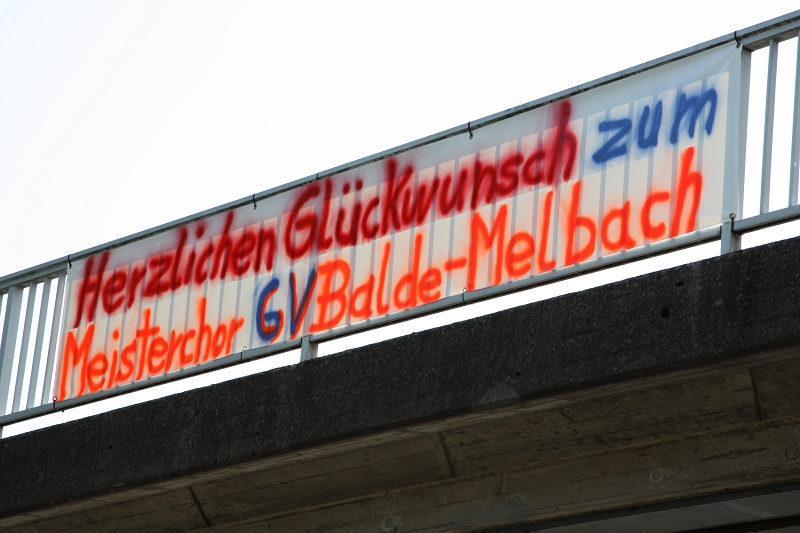 Herzlichen Glückwunsch zum
Meisterchor GV Balde-Melbach